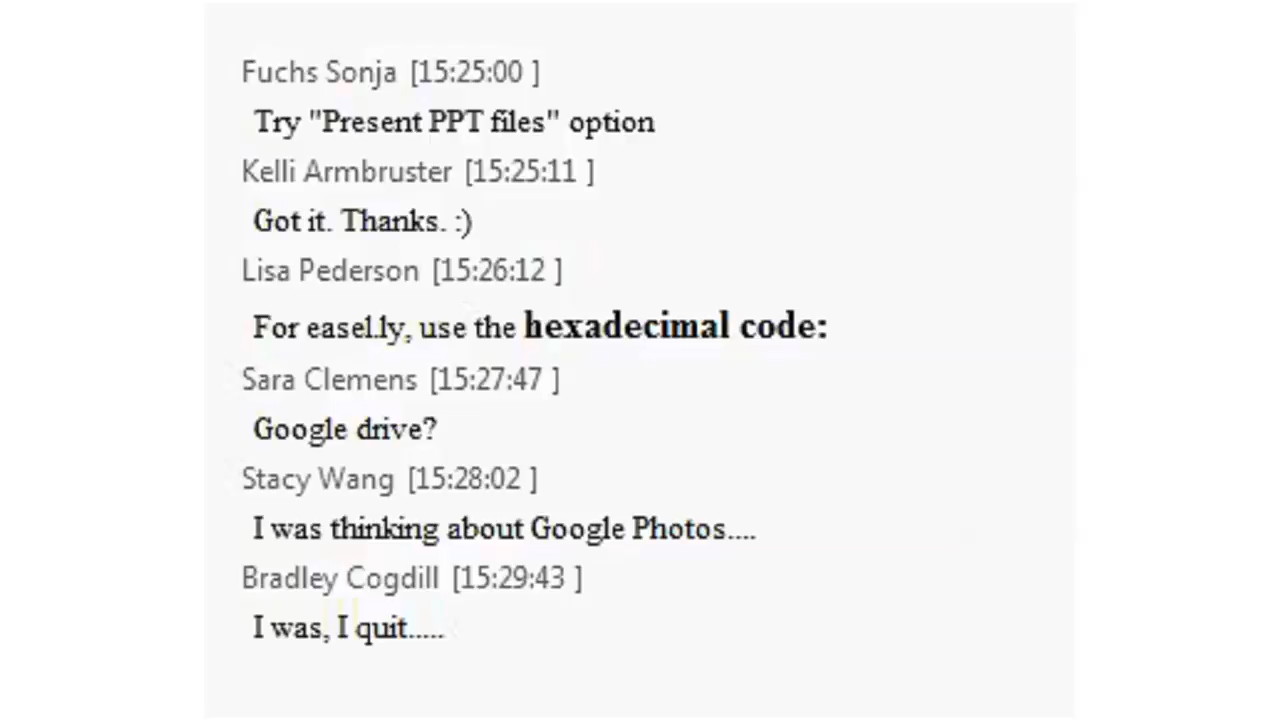 Fuchs Sonja [15:25:00 ]
Try "Present PPT files" option
Kelli Armbruster [15:25:11 ]
Got it. Thanks. :)
Lisa Pederson [15:26:12 ]
For easel.ly, use the hexadecimal code:
Sara Clemens [15:27:47 ]
Google drive?
Stacy Wang [15:28:02 ]
I was thinking about Google Photos....
Bradley Cogdill [15:29:43 ]
I was, I quit.....